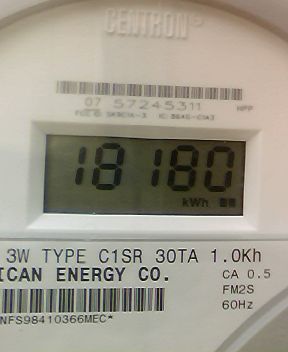 CENTRON®
07 57245311
HPP
18180
kWh
3W TYPE C1SR 30TA 1.0Kh
ICAN ENERGY CO.
CA 0.5
FM2S
60Hz
NFS98410366MEC*